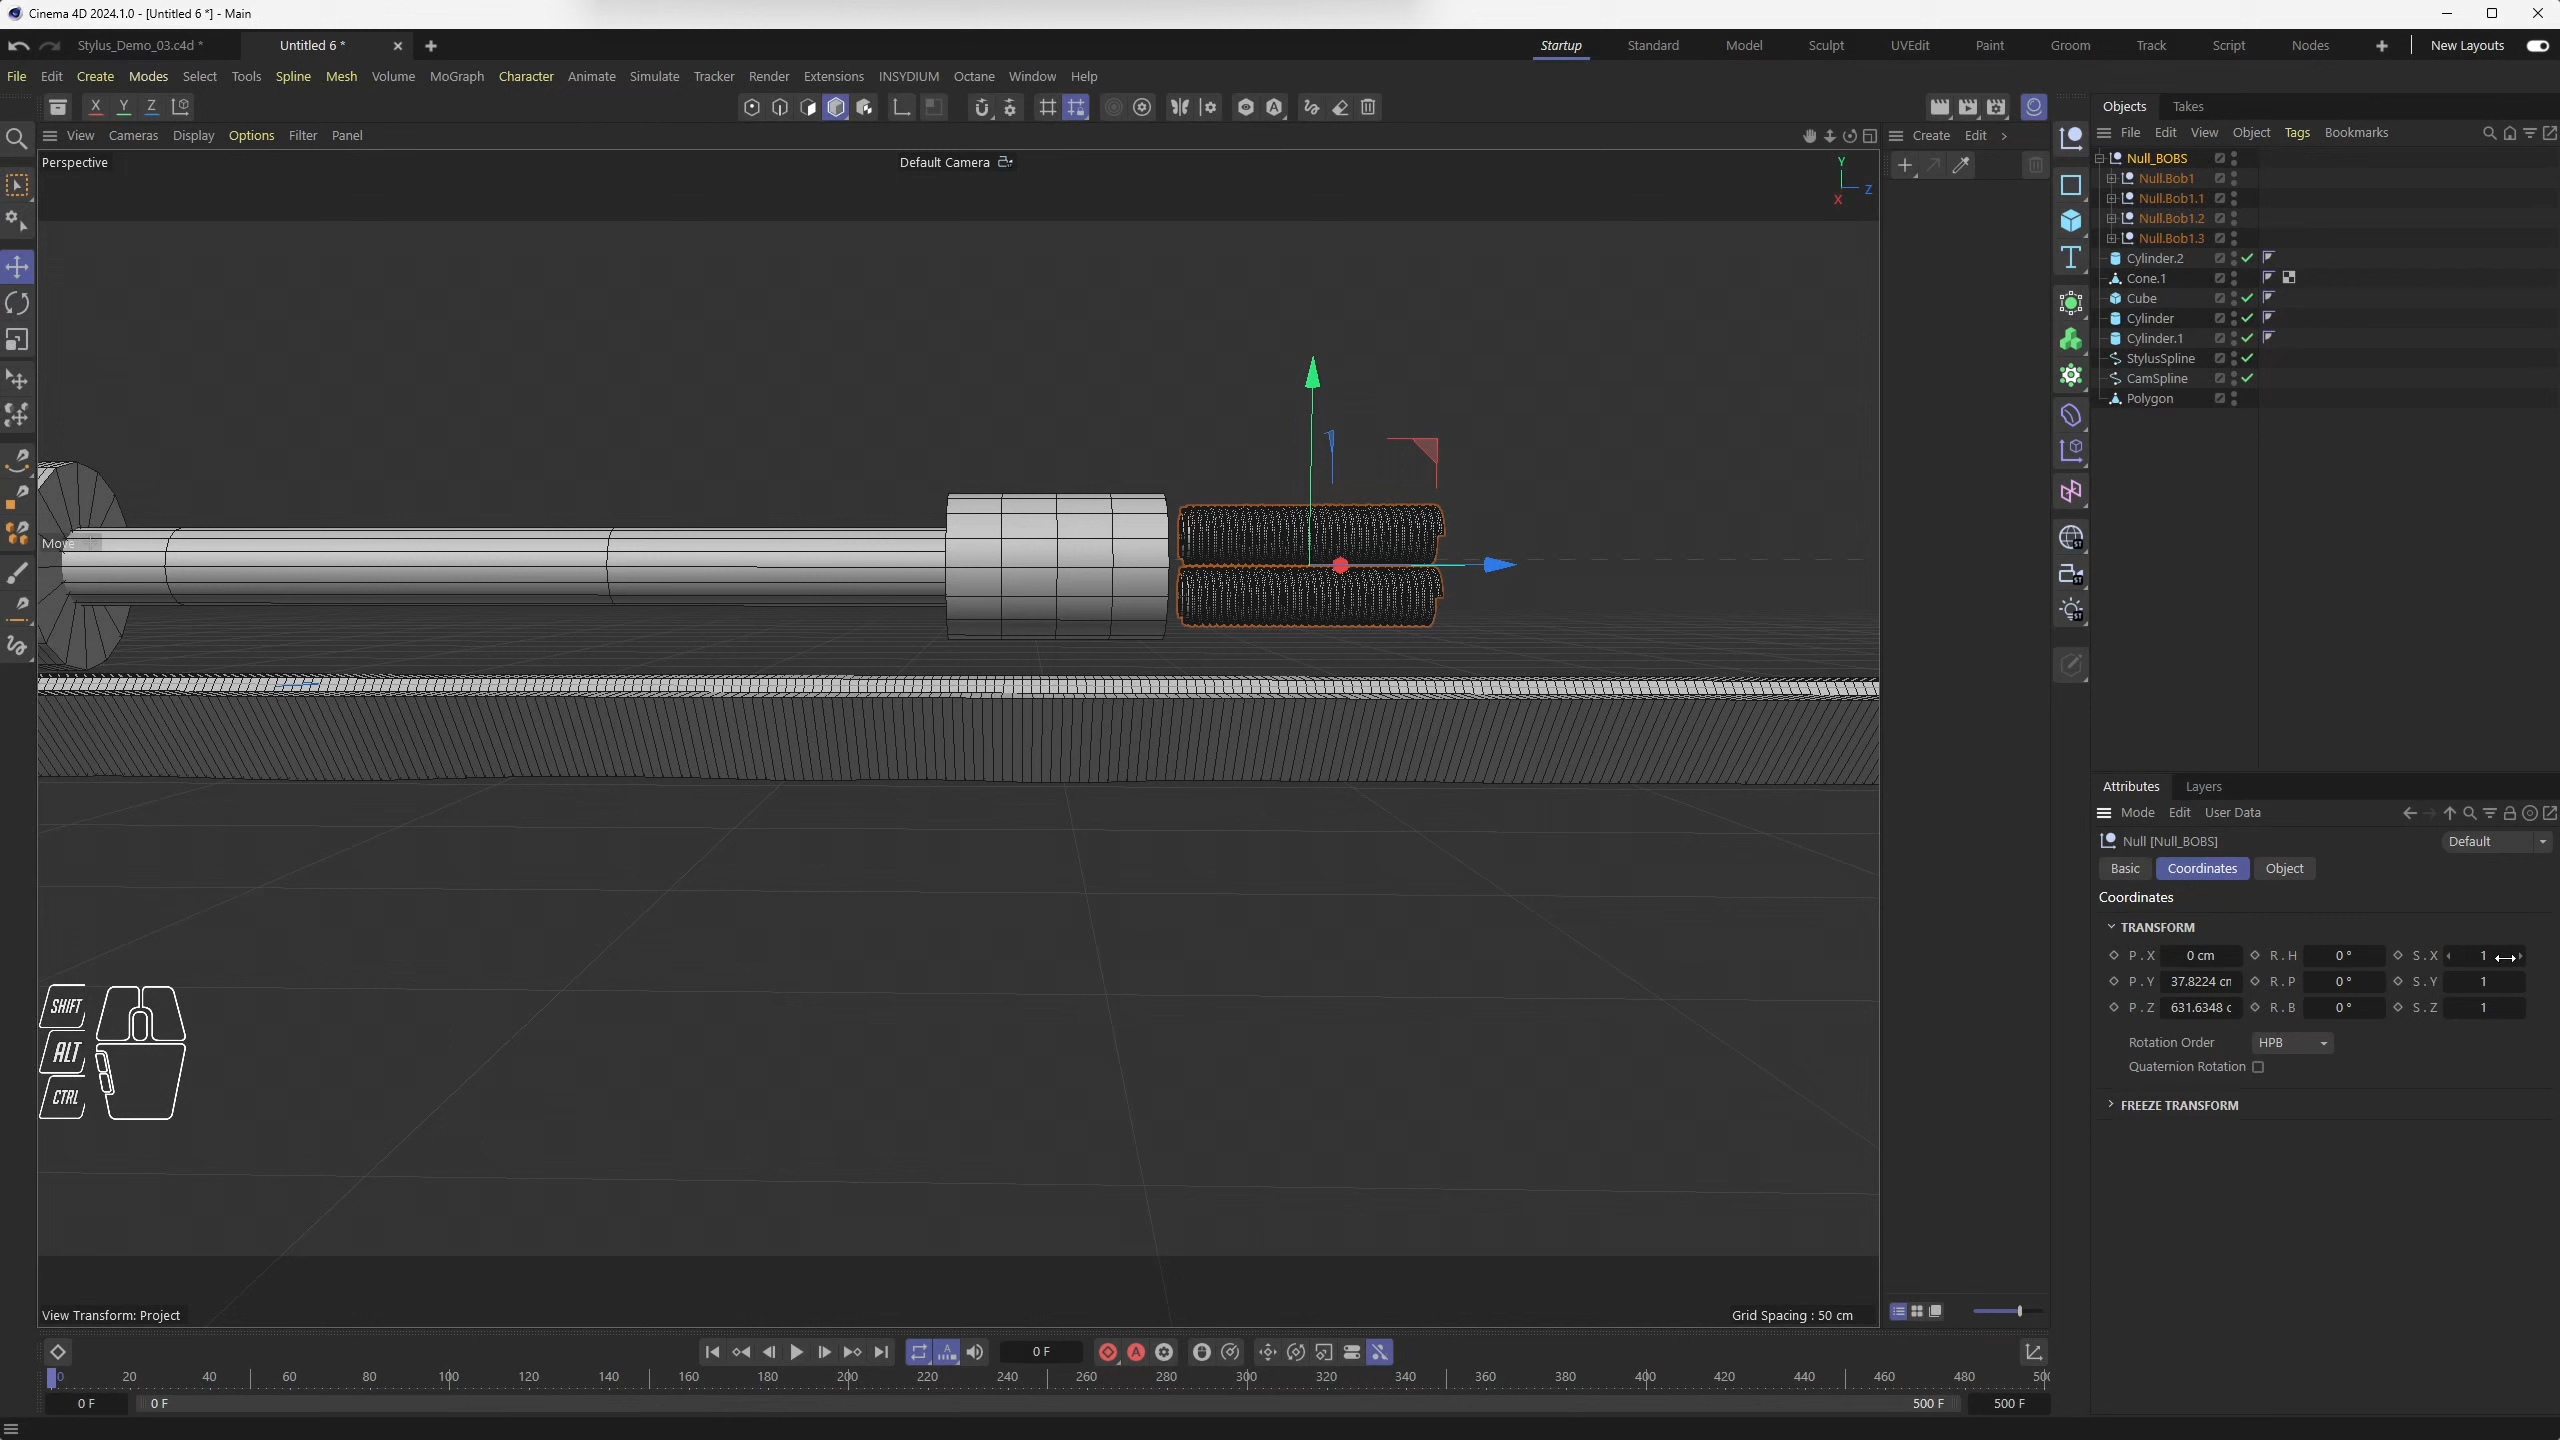 Cinema 4D 2024.1.0 - [Untitled 6 *] - Main
Stylus_Demo_03.c4d *
Untitled 6 *
Startup Standard Model Sculpt UVEdit Paint Groom Track Script Nodes New Layouts
File Edit Create Modes Select Tools Spline Mesh Volume MoGraph Character Animate Simulate Tracker Render Extensions INSYDIUM Octane Window Help
X Y Z
Objects Takes
View Cameras Display Options Filter Panel
Create Edit
File Edit View Object Tags Bookmarks
Perspective
Default Camera
Y
Z
X
Null_BOBS
Null.Bob1
Null.Bob1.1
Null.Bob1.2
Null.Bob1.3
Cylinder.2
Cone.1
Cube
Cylinder
Cylinder.1
StylusSpline
CamSpline
Polygon
Move
ST
ST
ST
Attributes Layers
Mode Edit User Data
Null [Null_BOBS]
Default
Basic Coordinates Object
Coordinates
TRANSFORM
P . X 0 cm R . H 0 ° S . X 1
P . Y 37.8224 cm R . P 0 ° S . Y 1
P . Z 631.6348 c R . B 0 ° S . Z 1
Rotation Order HPB
Quaternion Rotation
FREEZE TRANSFORM
SHIFT
ALT
CTRL
View Transform: Project
Grid Spacing : 50 cm
0 F
0 20 40 60 80 100 120 140 160 180 200 220 240 260 280 300 320 340 360 380 400 420 440 460 480 500
0 F 0 F 500 F 500 F